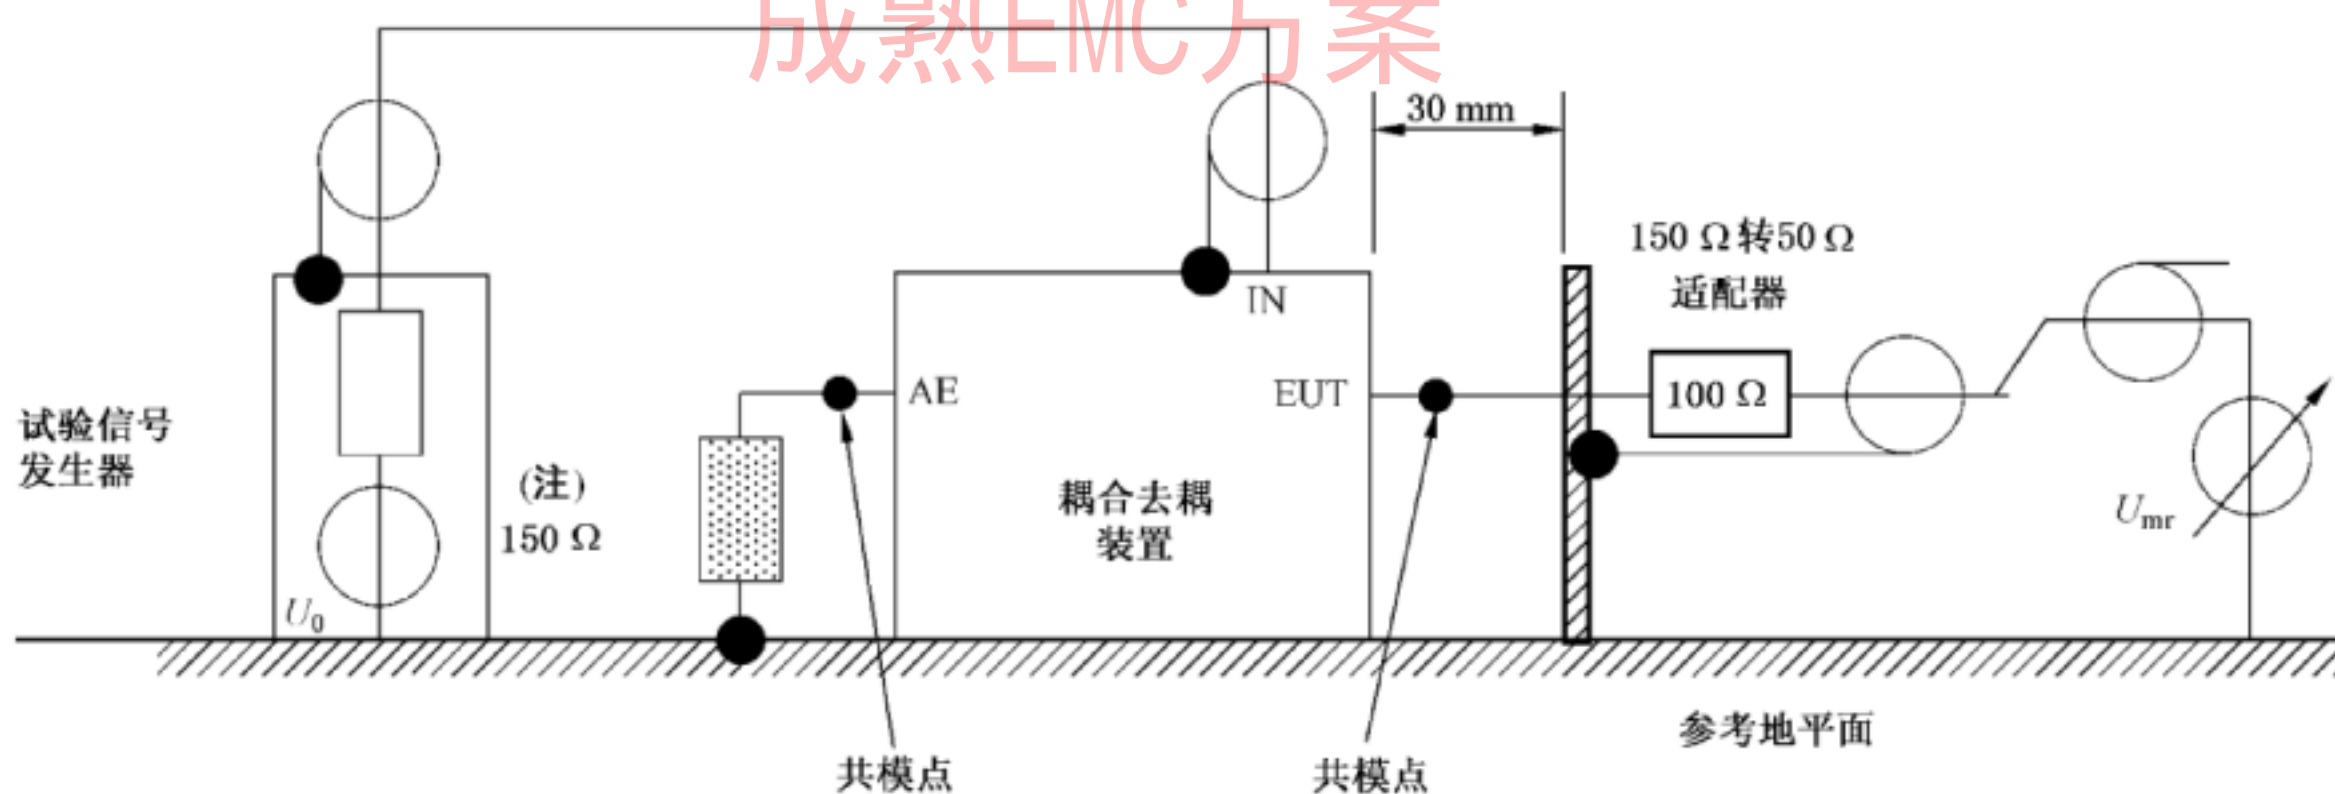 成熟EMC方案
30 mm
150 Ω转50 Ω
适配器
IN
AE
EUT
100 Ω
试验信号
发生器
(注)
150 Ω
耦合去耦
装置
U0
Umr
参考地平面
共模点
共模点